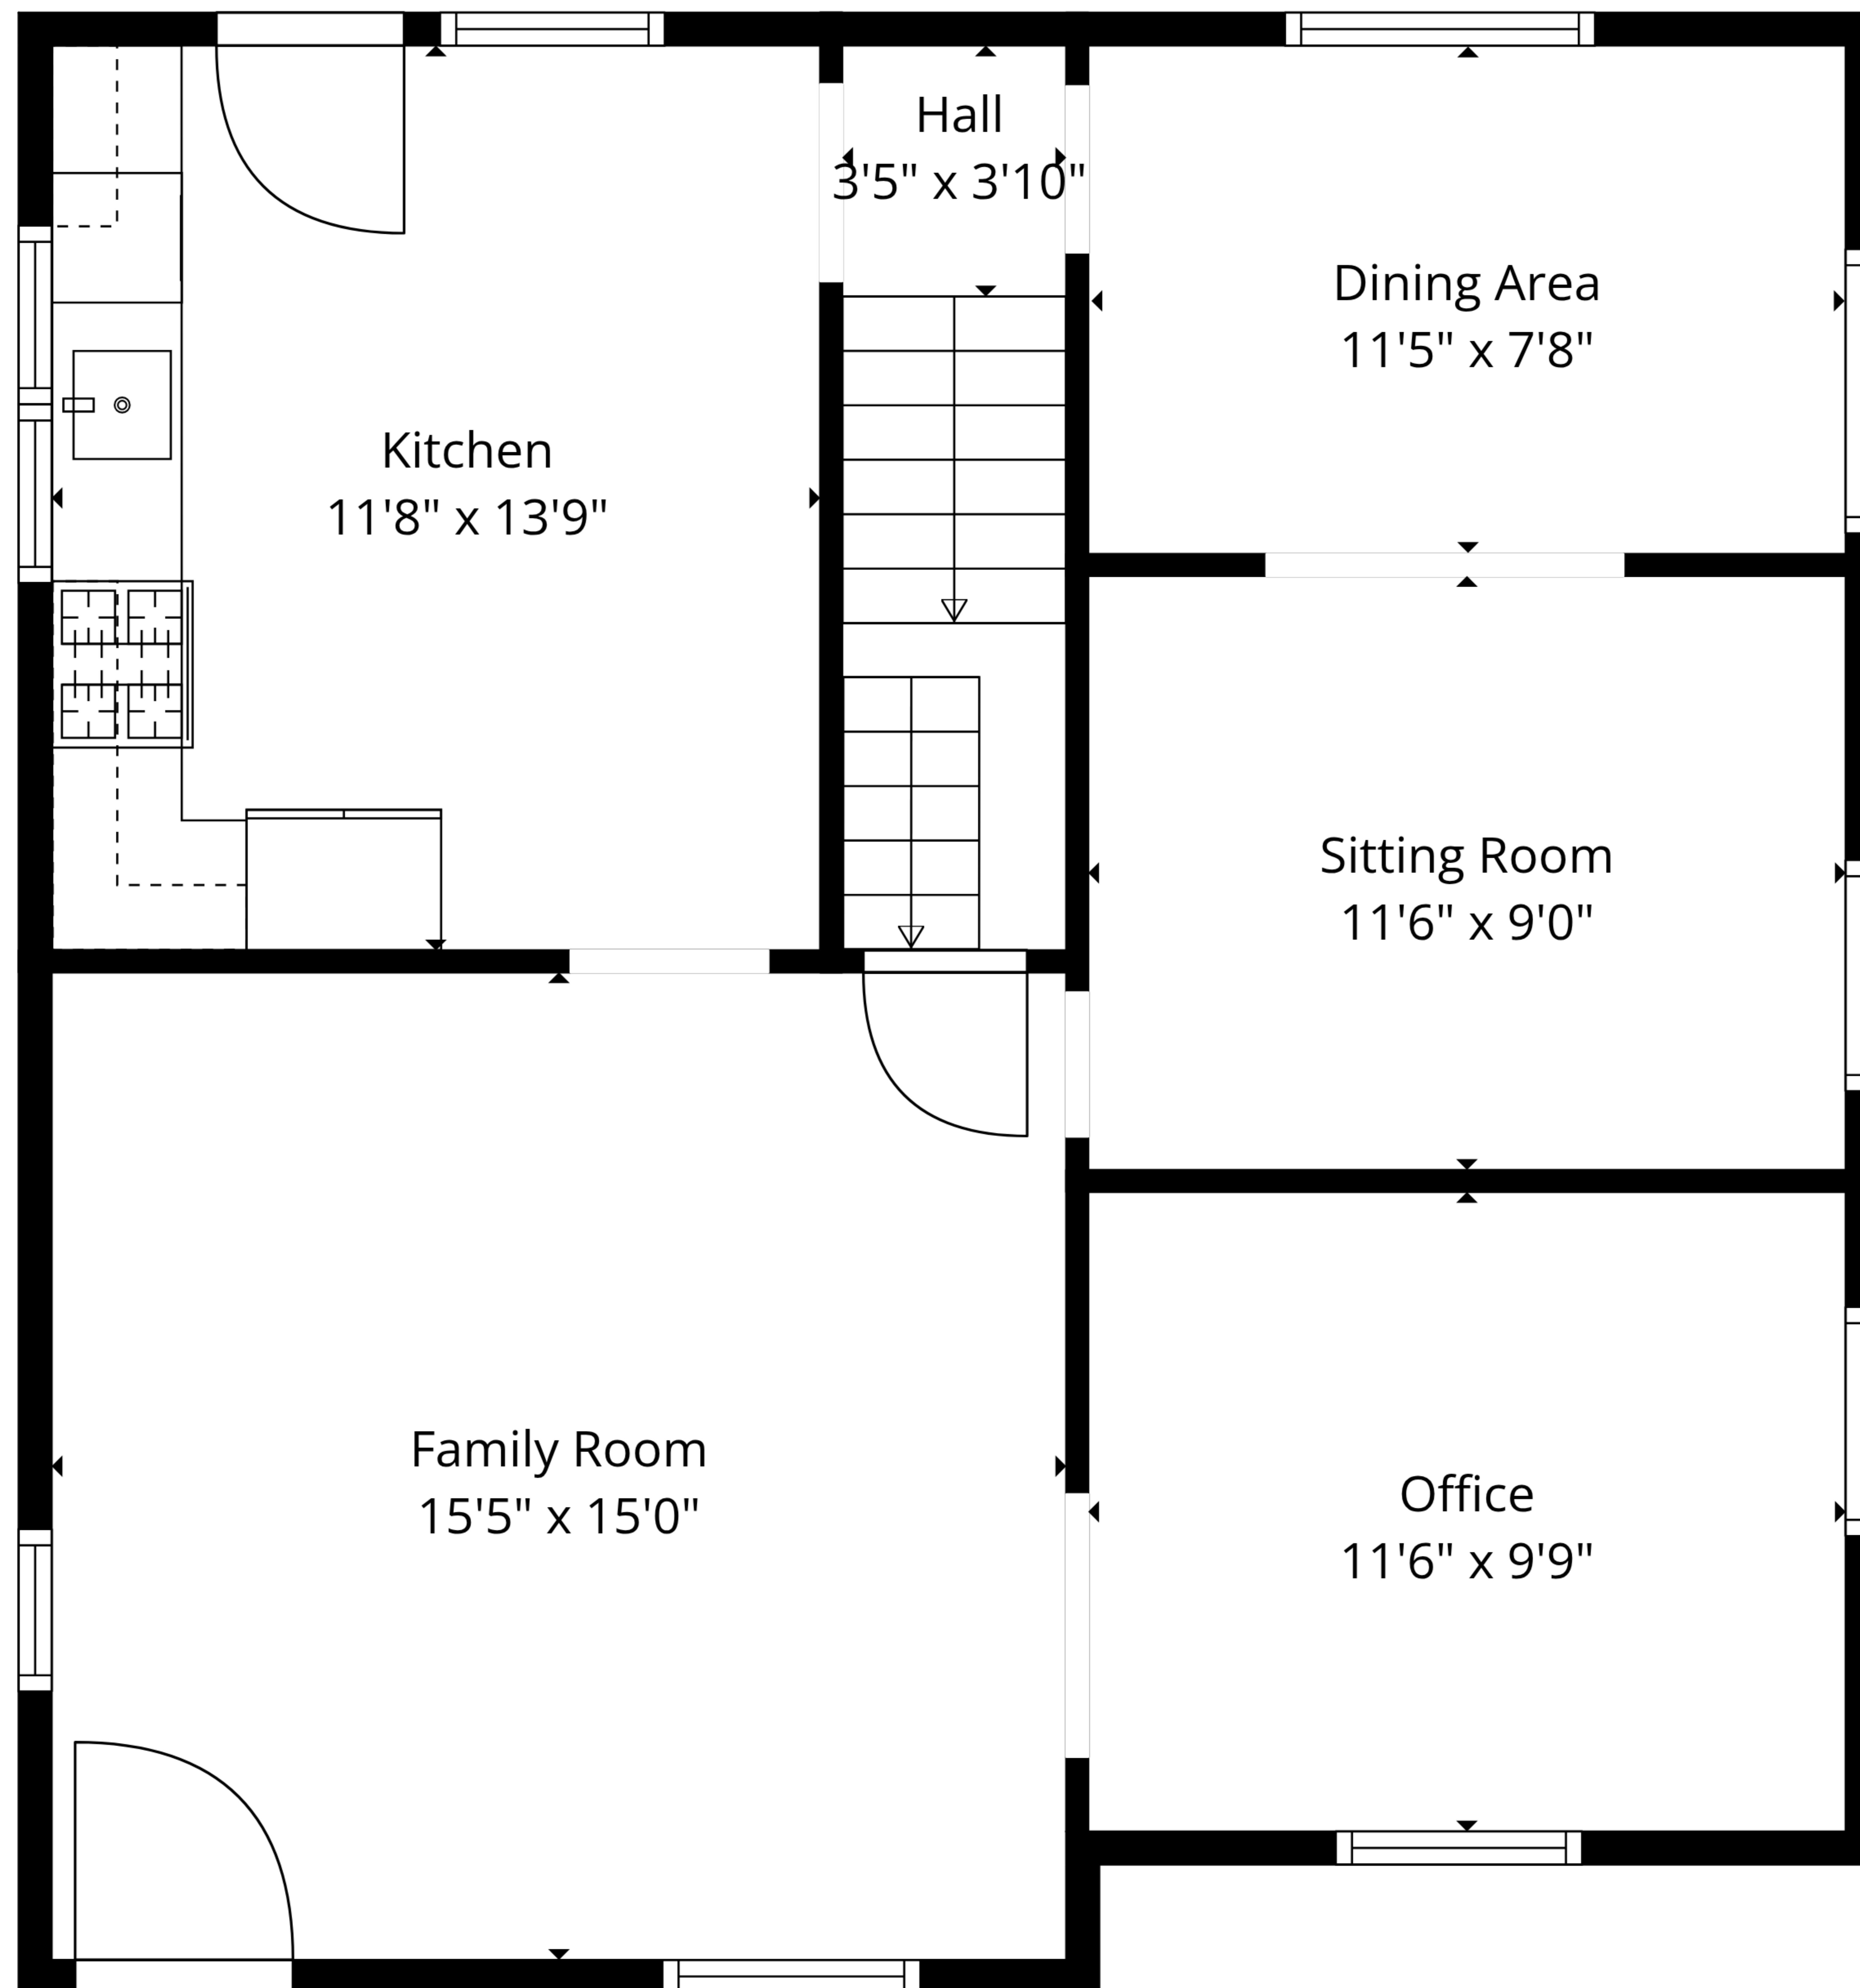 Hall
3'5" x 3'10"
Dining Area
11'5" x 7'8"
Kitchen
11'8" x 13'9"
Sitting Room
11'6" x 9'0"
Family Room
15'5" x 15'0"
Office
11'6" x 9'9"